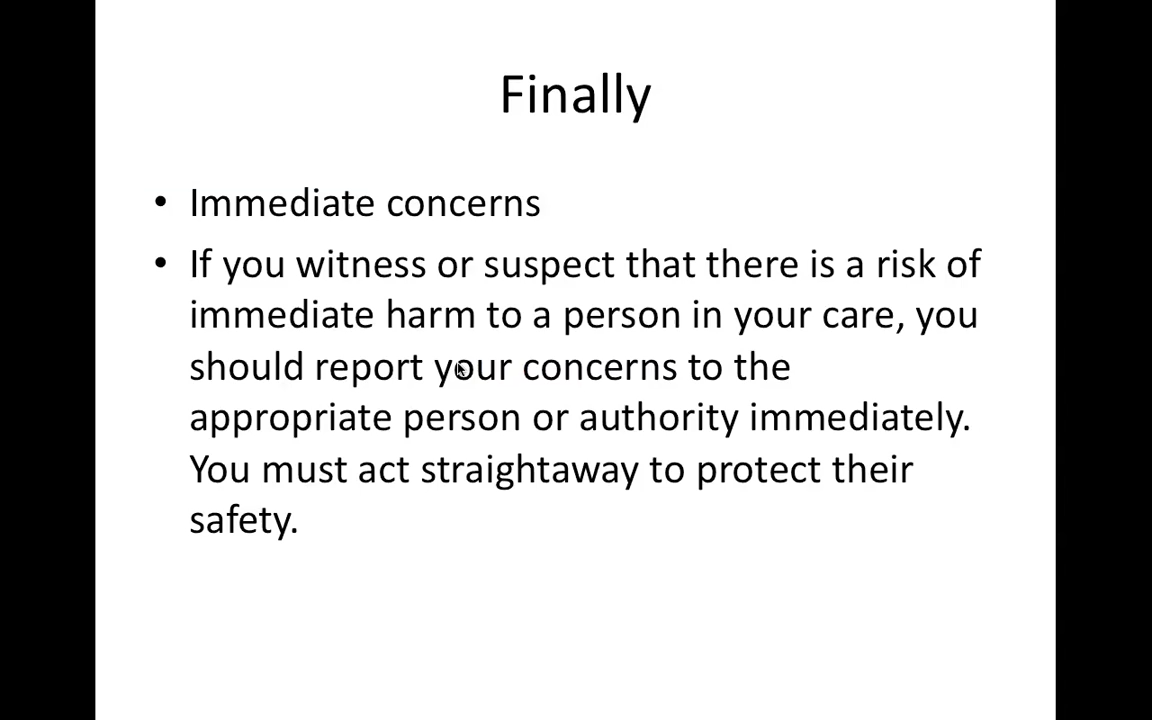 Finally
• Immediate concerns
• If you witness or suspect that there is a risk of
immediate harm to a person in your care, you
should report your concerns to the
appropriate person or authority immediately.
You must act straightaway to protect their
safety.